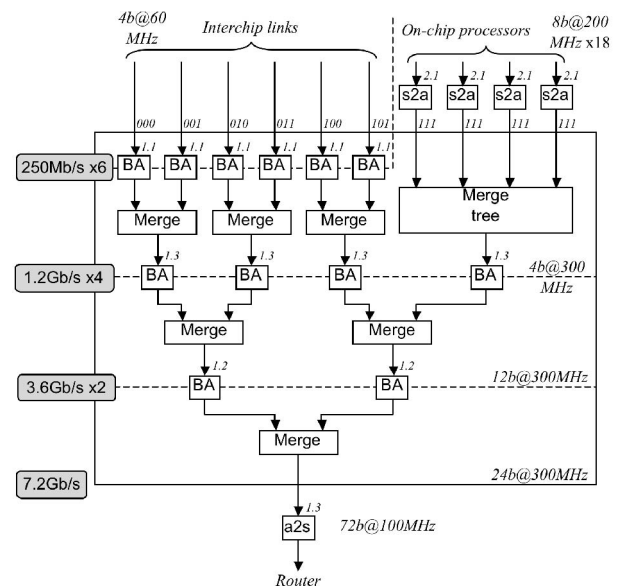 4b@60
MHz
Interchip links
On-chip processors
8b@200
MHz x18
2.1 2.1 2.1 2.1
s2a s2a s2a s2a
000 001 010 011 100 101 111 111 111 111
1.1 1.1 1.1 1.1 1.1 1.1
250Mb/s x6
BA BA BA BA BA BA
Merge Merge Merge
Merge
tree
1.3 1.3 1.3 1.3
1.2Gb/s x4
BA BA BA BA
4b@300
MHz
Merge Merge
1.2 1.2
3.6Gb/s x2
BA BA
12b@300MHz
Merge
7.2Gb/s
24b@300MHz
1.3
a2s
72b@100MHz
Router